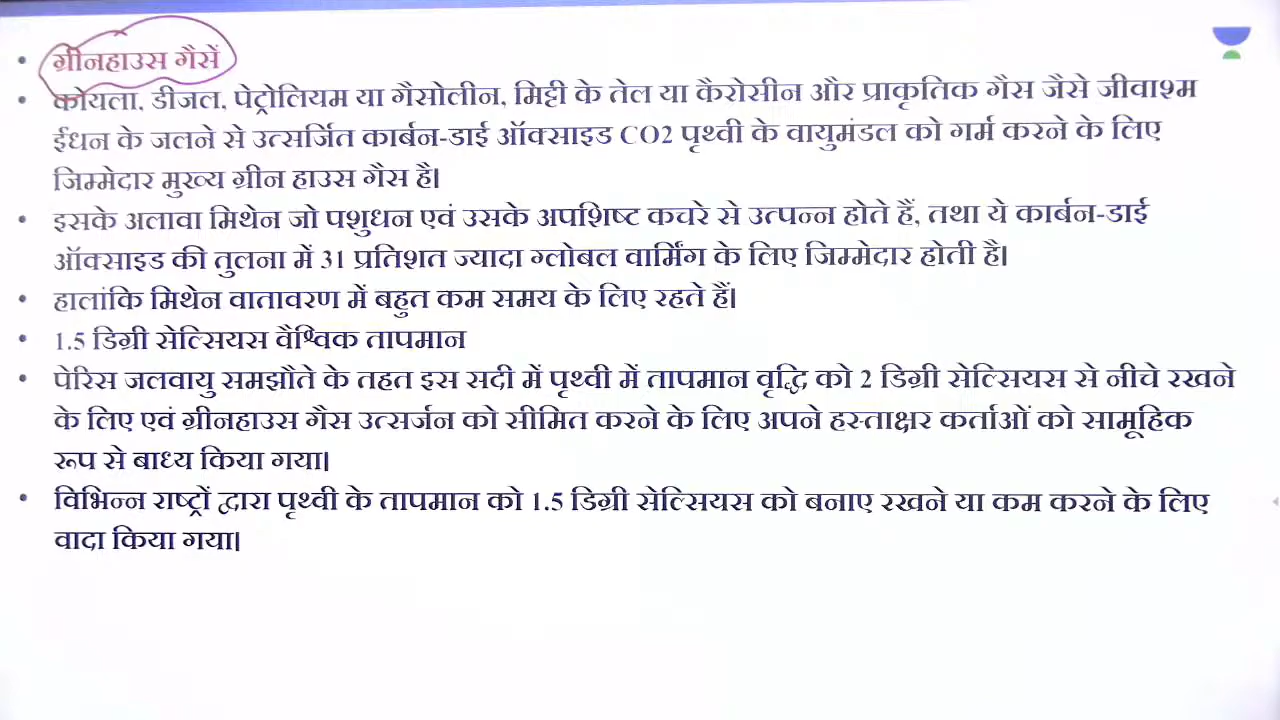 • ग्रीनहाउस गैसें
• कोयला, डीजल, पेट्रोलियम या गैसोलीन, मिट्टी के तेल या कैरोसीन और प्राकृतिक गैस जैसे जीवाश्म
ईधन के जलने से उत्सर्जित कार्बन-डाई ऑक्साइड CO2 पृथ्वी के वायुमंडल को गर्म करने के लिए
जिम्मेदार मुख्य ग्रीन हाउस गैस है।
• इसके अलावा मिथेन जो पशुधन एवं उसके अपशिष्ट कचरे से उत्पन्न होते हैं, तथा ये कार्बन-डाई
ऑक्साइड की तुलना में 31 प्रतिशत ज्यादा ग्लोबल वार्मिंग के लिए जिम्मेदार होती है।
• हालांकि मिथेन वातावरण में बहुत कम समय के लिए रहते हैं।
• 1.5 डिग्री सेल्सियस वैश्विक तापमान
• पेरिस जलवायु समझौते के तहत इस सदी में पृथ्वी में तापमान वृद्धि को 2 डिग्री सेल्सियस से नीचे रखने
के लिए एवं ग्रीनहाउस गैस उत्सर्जन को सीमित करने के लिए अपने हस्ताक्षर कर्ताओं को सामूहिक
रूप से बाध्य किया गया।
• विभिन्न राष्ट्रों द्वारा पृथ्वी के तापमान को 1.5 डिग्री सेल्सियस को बनाए रखने या कम करने के लिए
वादा किया गया।